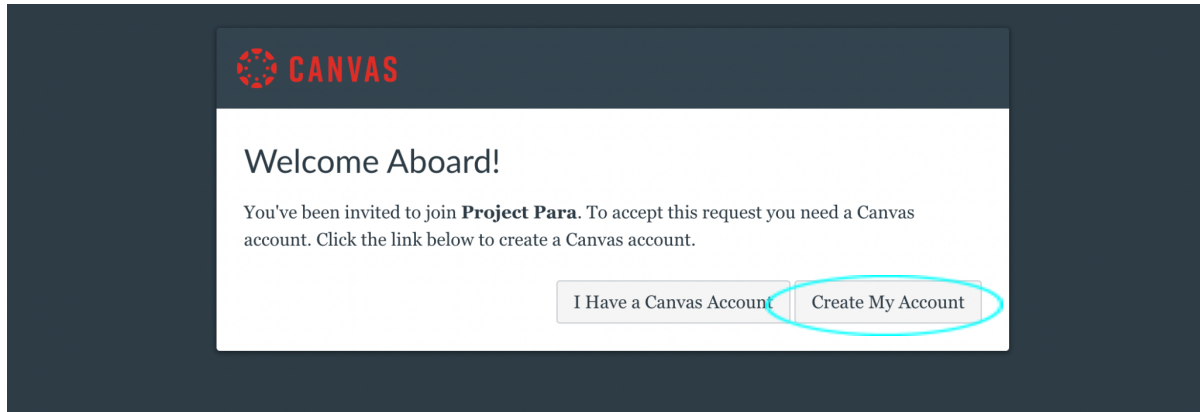 CANVAS
Welcome Aboard!
You've been invited to join Project Para. To accept this request you need a Canvas
account. Click the link below to create a Canvas account.
I Have a Canvas Account Create My Account